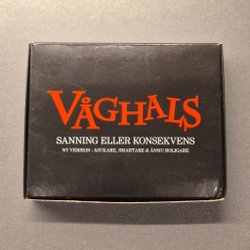 VÅGHALS
SANNING ELLER KONSEKVENS
NY VERSION - SJUKARE, SMARTARE & ÄNNU ROLIGARE